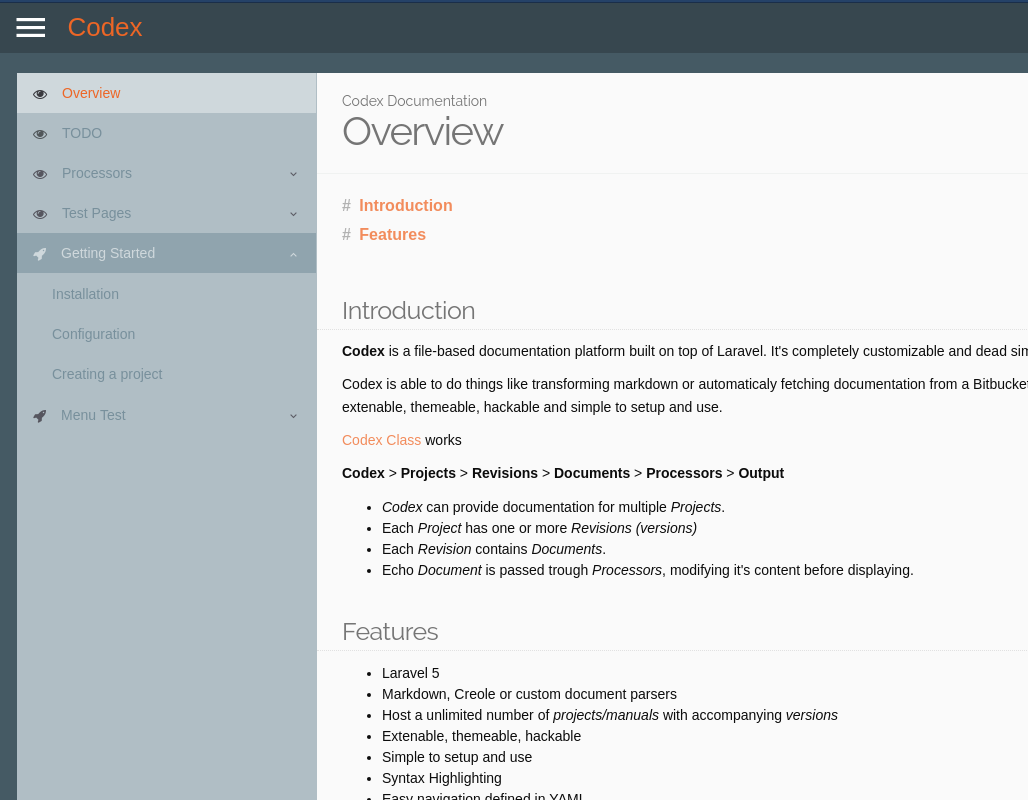 Codex
Overview
TODO
Processors
Test Pages
Getting Started
Installation
Configuration
Creating a project
Menu Test
Codex Documentation
Overview
# Introduction
# Features
Introduction
Codex is a file-based documentation platform built on top of Laravel. It's completely customizable and dead
Codex is able to do things like transforming markdown or automaticaly fetching documentation from a
extenable, themeable, hackable and simple to setup and use.
Codex Class works
Codex > Projects > Revisions > Documents > Processors > Output
• Codex can provide documentation for multiple Projects.
• Each Project has one or more Revisions (versions)
• Each Revision contains Documents.
• Echo Document is passed trough Processors, modifying it's content before displaying.
Features
• Laravel 5
• Markdown, Creole or custom document parsers
• Host a unlimited number of projects/manuals with accompanying versions
• Extenable, themeable, hackable
• Simple to setup and use
• Syntax Highlighting
• Easy navigation defined in YAML